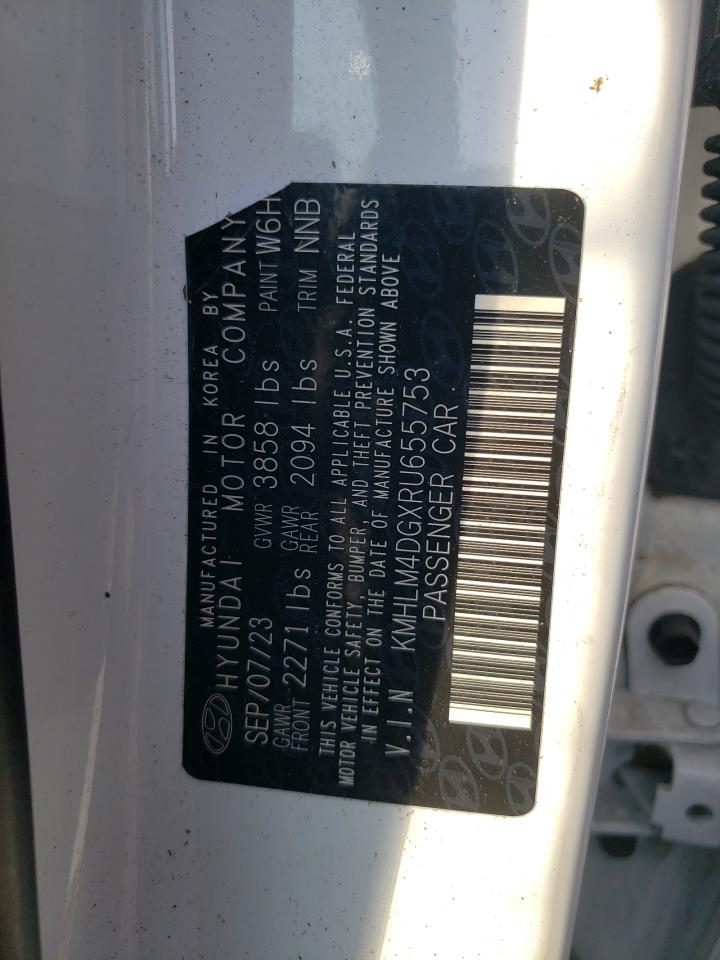 MANUFACTURED IN KOREA BY
HYUNDAI MOTOR COMPANY
SEP/07/23 GVWR 3858 lbs PAINT W6H
GAWR FRONT 2271 lbs GAWR REAR 2094 lbs TRIM NNB
THIS VEHICLE CONFORMS TO ALL APPLICABLE U.S.A. FEDERAL
MOTOR VEHICLE SAFETY, BUMPER, AND THEFT PREVENTION STANDARDS
IN EFFECT ON THE DATE OF MANUFACTURE SHOWN ABOVE
V.I.N KMHLM4DGXRU655753
PASSENGER CAR